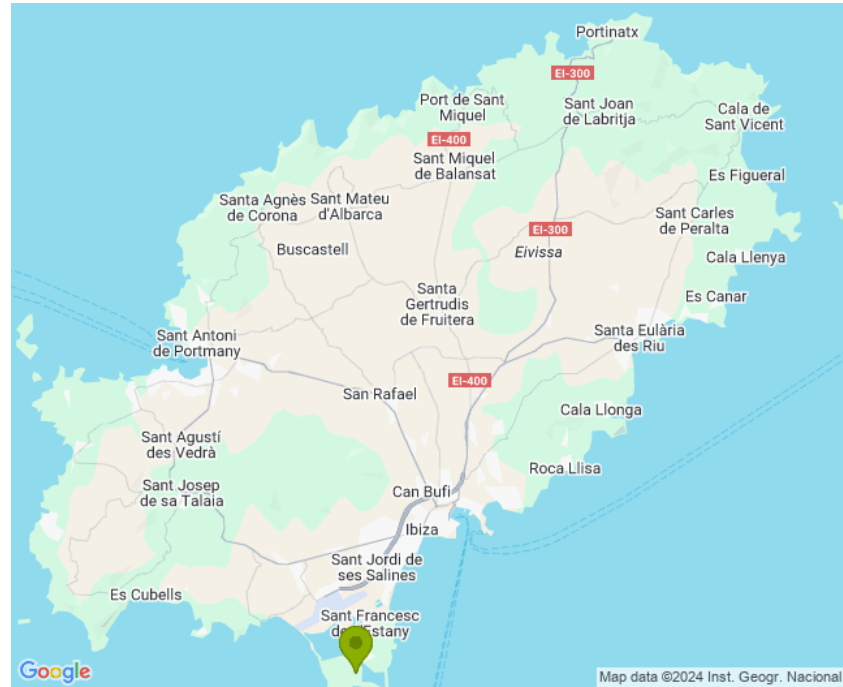 Portinatx
EI-300
Port de Sant
Miquel
Sant Joan
de Labritja
Cala de
Sant Vicent
EI-400
Sant Miquel
de Balansat
Es Figueral
Santa Agnès
de Corona
Sant Mateu
d'Albarca
Sant Carles
de Peralta
EI-300
Eivissa
Buscastell
Cala Llenya
Santa
Gertrudis
de Fruitera
Es Canar
Sant Antoni
de Portmany
Santa Eulària
des Riu
EI-400
San Rafael
Cala Llonga
Sant Agustí
des Vedrà
Roca Llisa
Sant Josep
de sa Talaia
Can Bufí
Ibiza
Sant Jordi de
ses Salines
Es Cubells
Sant Francesc
de l'Estany
Google
Map data ©2024 Inst. Geogr. Nacional